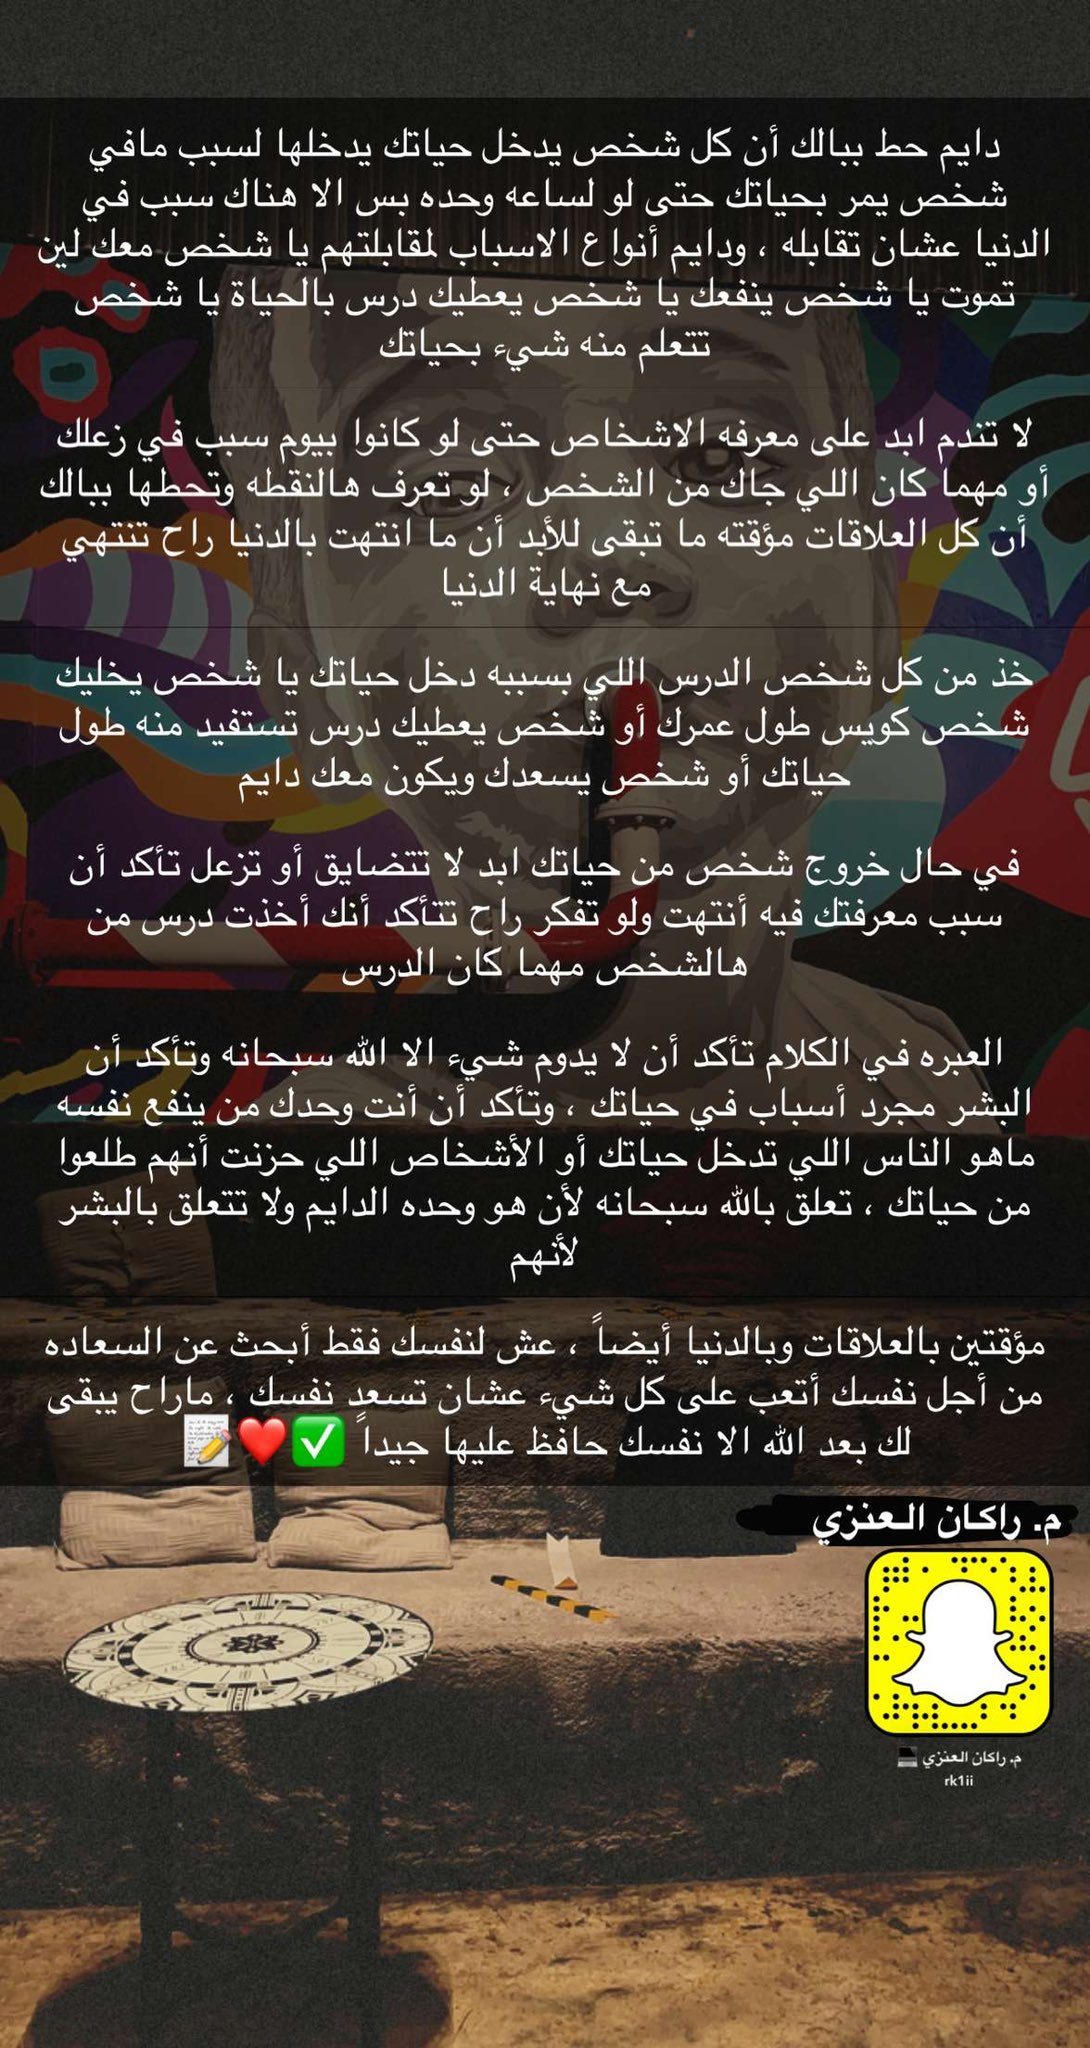 دايم حط ببالك أن كل شخص يدخل حياتك يدخلها لسبب مافي
شخص يمر بحياتك حتى لو لساعه وحده بس الا هناك سبب في
الدنيا عشان تقابله ، ودايم أنواع الاسباب لمقابلتهم يا شخص معك لين
تموت يا شخص ينفعك يا شخص يعطيك درس بالحياة يا شخص
تتعلم منه شيء بحياتك
لا تندم ابد على معرفه الاشخاص حتى لو كانوا بيوم سبب في زعلك
أو مهما كان اللي جاك من الشخص ، لو تعرف هالنقطه وتحطها ببالك
أن كل العلاقات مؤقته ما تبقى للأبد أن ما انتهت بالدنيا راح تنتهي
مع نهاية الدنيا
خذ من كل شخص الدرس اللي بسببه دخل حياتك يا شخص يخليك
شخص كويس طول عمرك أو شخص يعطيك درس تستفيد منه طول
حياتك أو شخص يسعدك ويكون معك دايم
في حال خروج شخص من حياتك ابد لا تتضايق أو تزعل تأكد أن
سبب معرفتك فيه أنتهت ولو تفكر راح تتأكد أنك أخذت درس من
هالشخص مهما كان الدرس
العبره في الكلام تأكد أن لا يدوم شيء الا الله سبحانه وتأكد أن
البشر مجرد أسباب في حياتك ، وتأكد أن أنت وحدك من ينفع نفسه
ماهو الناس اللي تدخل حياتك أو الأشخاص اللي حزنت أنهم طلعوا
من حياتك ، تعلق بالله سبحانه لأن هو وحده الدايم ولا تتعلق بالبشر
لأنهم
مؤقتين بالعلاقات وبالدنيا أيضاً ، عش لنفسك فقط أبحث عن السعاده
من أجل نفسك أتعب على كل شيء عشان تسعد نفسك ، ماراح يبقى
لك بعد الله الا نفسك حافظ عليها جيداً ✅❤️📝
م. راكان العنزي
م. راكان العنزي 💻
rk1ii